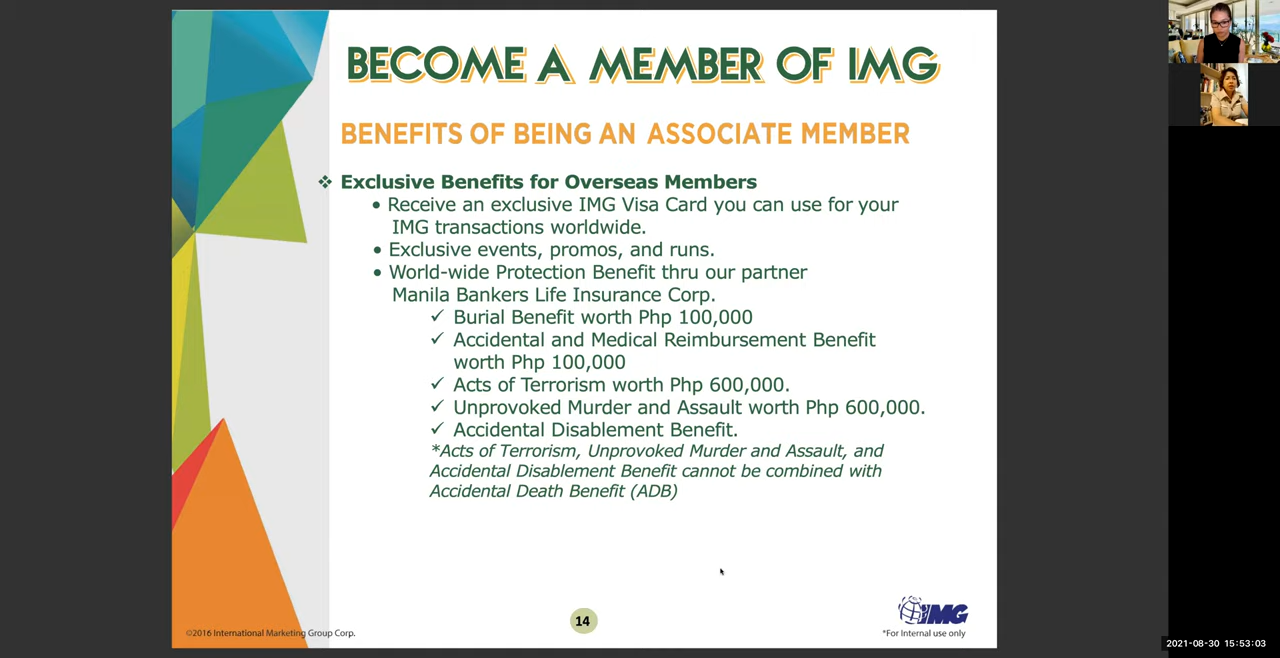 BECOME A MEMBER OF IMG
BENEFITS OF BEING AN ASSOCIATE MEMBER
❖ Exclusive Benefits for Overseas Members
• Receive an exclusive IMG Visa Card you can use for your
IMG transactions worldwide.
• Exclusive events, promos, and runs.
• World-wide Protection Benefit thru our partner
Manila Bankers Life Insurance Corp.
✓ Burial Benefit worth Php 100,000
✓ Accidental and Medical Reimbursement Benefit
worth Php 100,000
✓ Acts of Terrorism worth Php 600,000.
✓ Unprovoked Murder and Assault worth Php 600,000.
✓ Accidental Disablement Benefit.
*Acts of Terrorism, Unprovoked Murder and Assault, and
Accidental Disablement Benefit cannot be combined with
Accidental Death Benefit (ADB)
IMG
14
©2016 International Marketing Group Corp.
*For Internal use only
2021-08-30 15:53:03